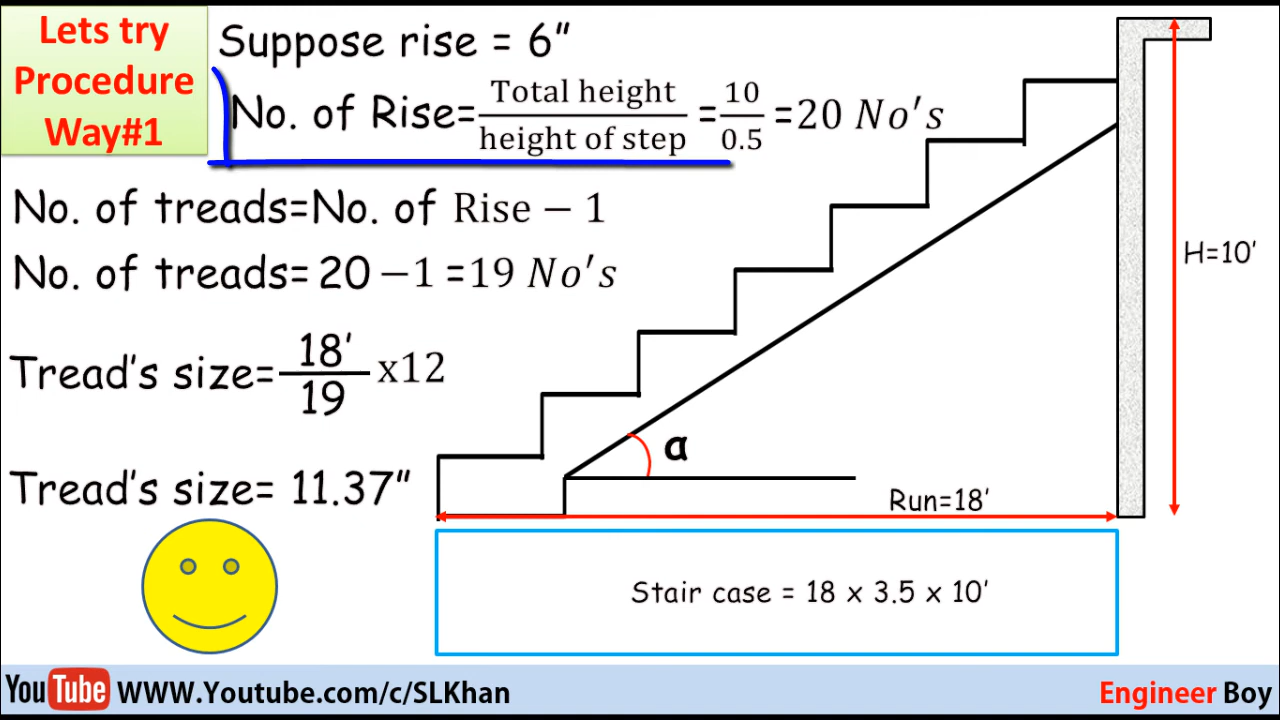 Lets try
Procedure
Way#1
Suppose rise = 6"
No. of Rise= Total height / height of step = 10 / 0.5 =20 No's
No. of treads=No. of Rise − 1
No. of treads= 20 −1 =19 No's
Tread's size= 18' / 19 x12
Tread's size= 11.37"
H=10'
α
Run=18'
Stair case = 18 x 3.5 x 10'
YouTube WWW.Youtube.com/c/SLKhan
Engineer Boy